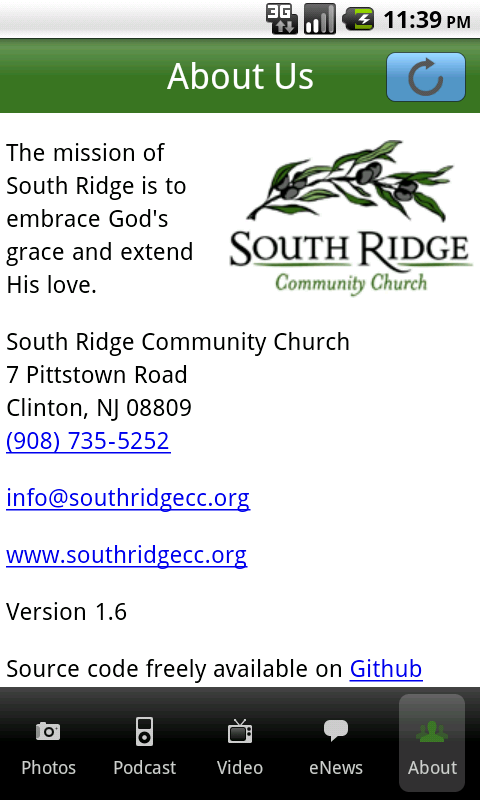 3G
11:39 PM
About Us
The mission of
South Ridge is to
embrace God's
grace and extend
His love.
SOUTH RIDGE
Community Church
South Ridge Community Church
7 Pittstown Road
Clinton, NJ 08809
(908) 735-5252
info@southridgecc.org
www.southridgecc.org
Version 1.6
Source code freely available on Github
Photos Podcast Video eNews About